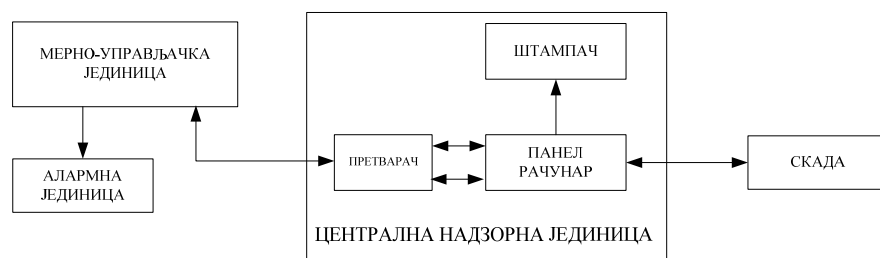 МЕРНО-УПРАВЉАЧКА
ЈЕДИНИЦА
АЛАРМНА
ЈЕДИНИЦА
ШТАМПАЧ
ПРЕТВАРАЧ
ПАНЕЛ
РАЧУНАР
ЦЕНТРАЛНА НАДЗОРНА ЈЕДИНИЦА
СКАДА